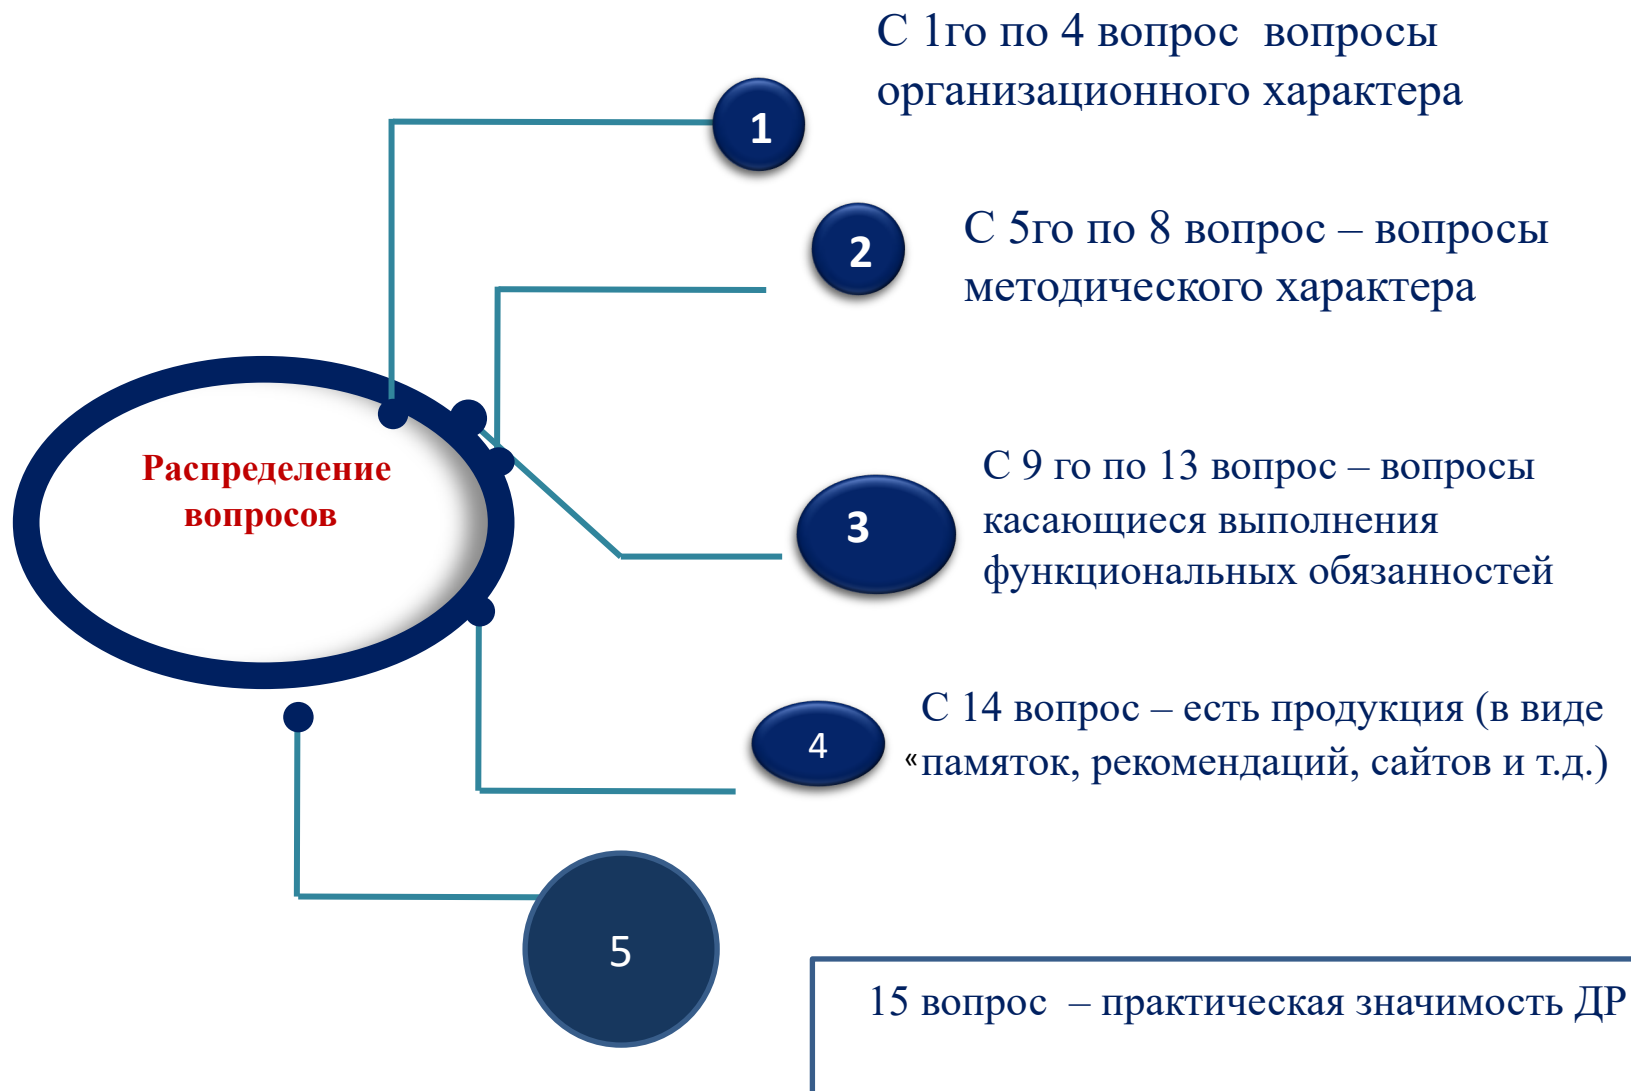 С 1го по 4 вопрос  вопросы
организационного характера
1
2
С 5го по 8 вопрос – вопросы
методического характера
Распределение
вопросов
3
С 9 го по 13 вопрос – вопросы
касающиеся выполнения
функциональных обязанностей
4
С 14 вопрос – есть продукция (в виде
«памяток, рекомендаций, сайтов и т.д.)
5
15 вопрос  – практическая значимость ДР